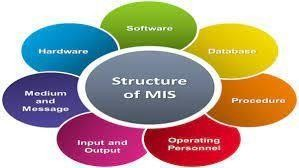 Software
Hardware
Database
Structure
of MIS
Medium
and
Message
Procedure
Input and
Output
Operating
Personnel